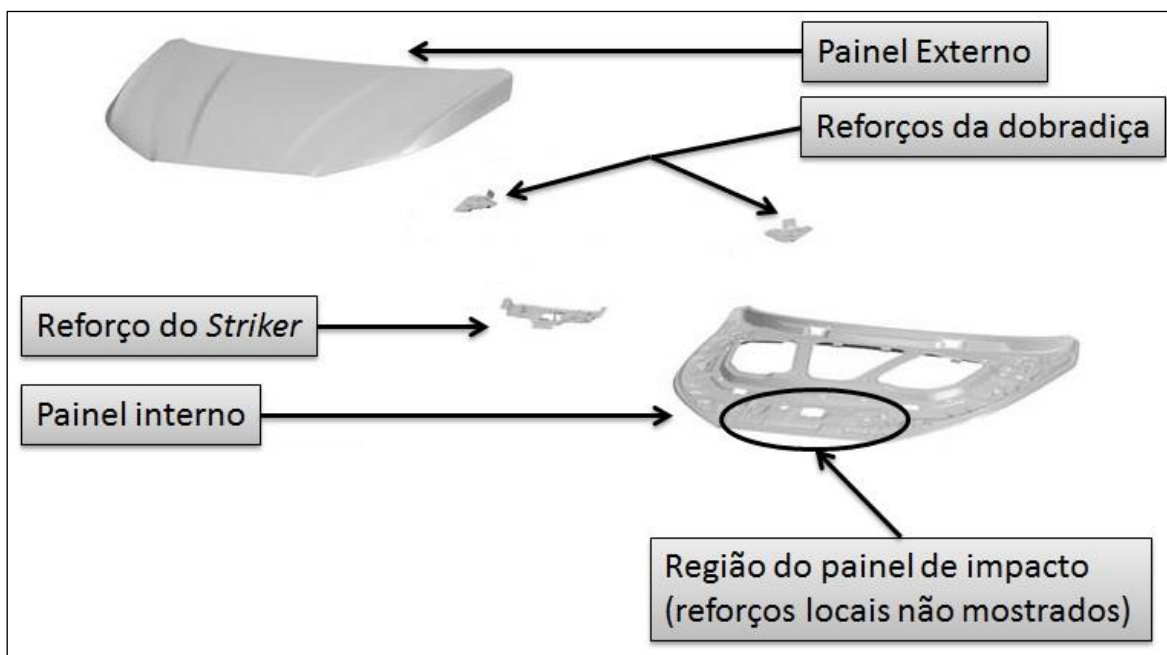 Painel Externo
Reforços da dobradiça
Reforço do Striker
Painel interno
Região do painel de impacto
(reforços locais não mostrados)